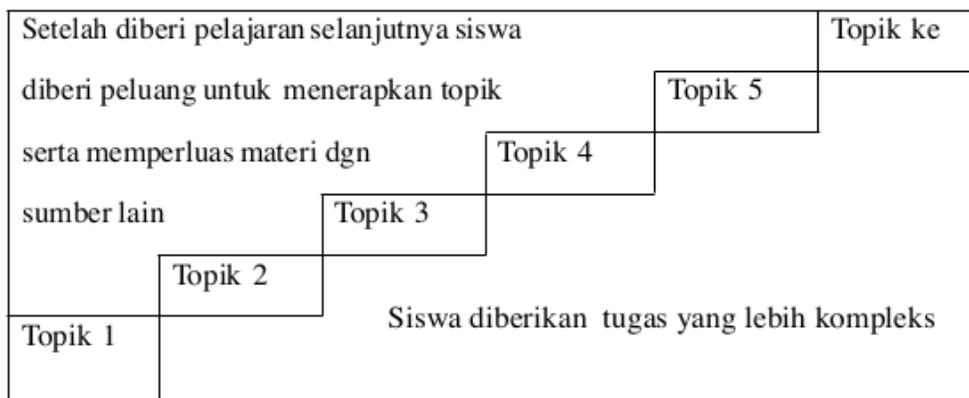 Setelah diberi pelajaran selanjutnya siswa
Topik ke
diberi peluang untuk menerapkan topik
Topik 5
serta memperluas materi dgn
Topik 4
sumber lain
Topik 3
Topik 2
Siswa diberikan tugas yang lebih kompleks
Topik 1